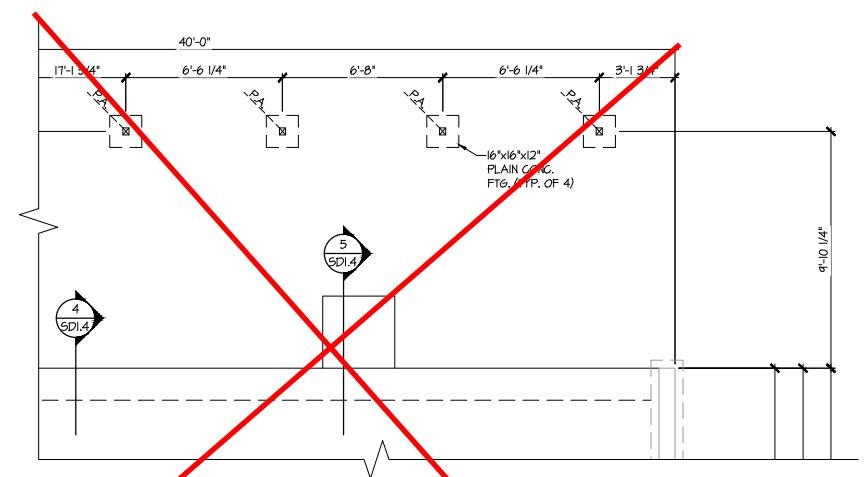 40'-0"
17'-1 3/4" 6'-6 1/4" 6'-8" 6'-6 1/4" 3'-1 3/4"
P.A. P.A. P.A. P.A.
16"x16"x12"
PLAIN CONC.
FTG. (TYP. OF 4)
5
SD1.4
9'-10 1/4"
4
SD1.4